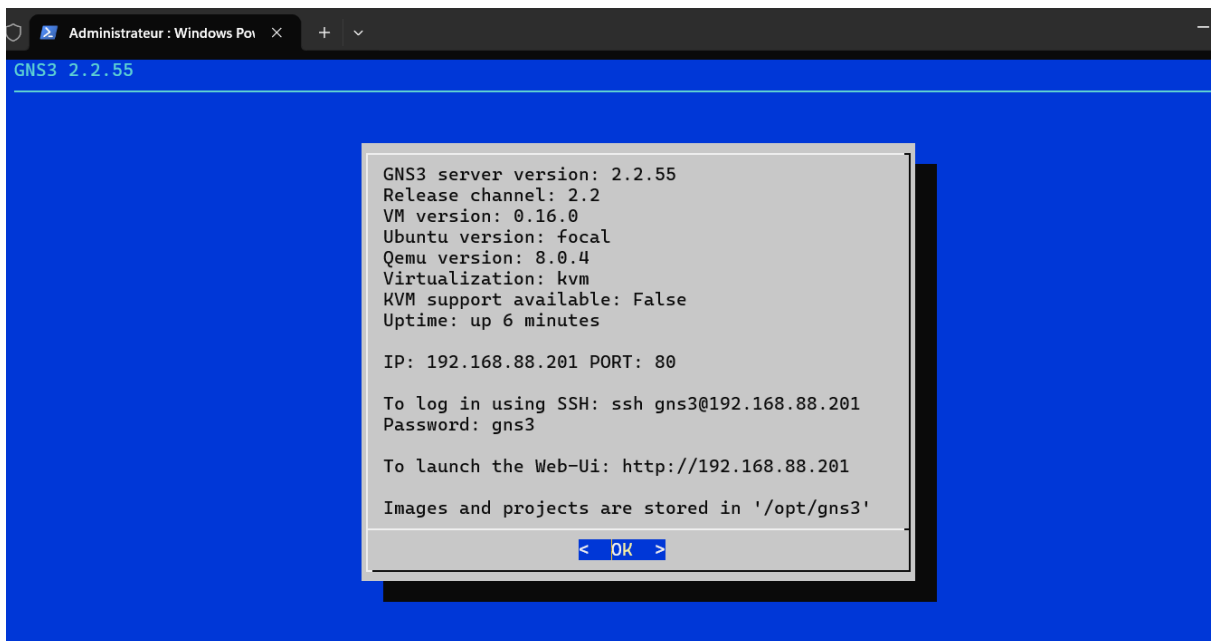 Administrateur : Windows Pow
GNS3 2.2.55
GNS3 server version: 2.2.55
Release channel: 2.2
VM version: 0.16.0
Ubuntu version: focal
Qemu version: 8.0.4
Virtualization: kvm
KVM support available: False
Uptime: up 6 minutes
IP: 192.168.88.201 PORT: 80
To log in using SSH: ssh gns3@192.168.88.201
Password: gns3
To launch the Web-Ui: http://192.168.88.201
Images and projects are stored in '/opt/gns3'
< OK >